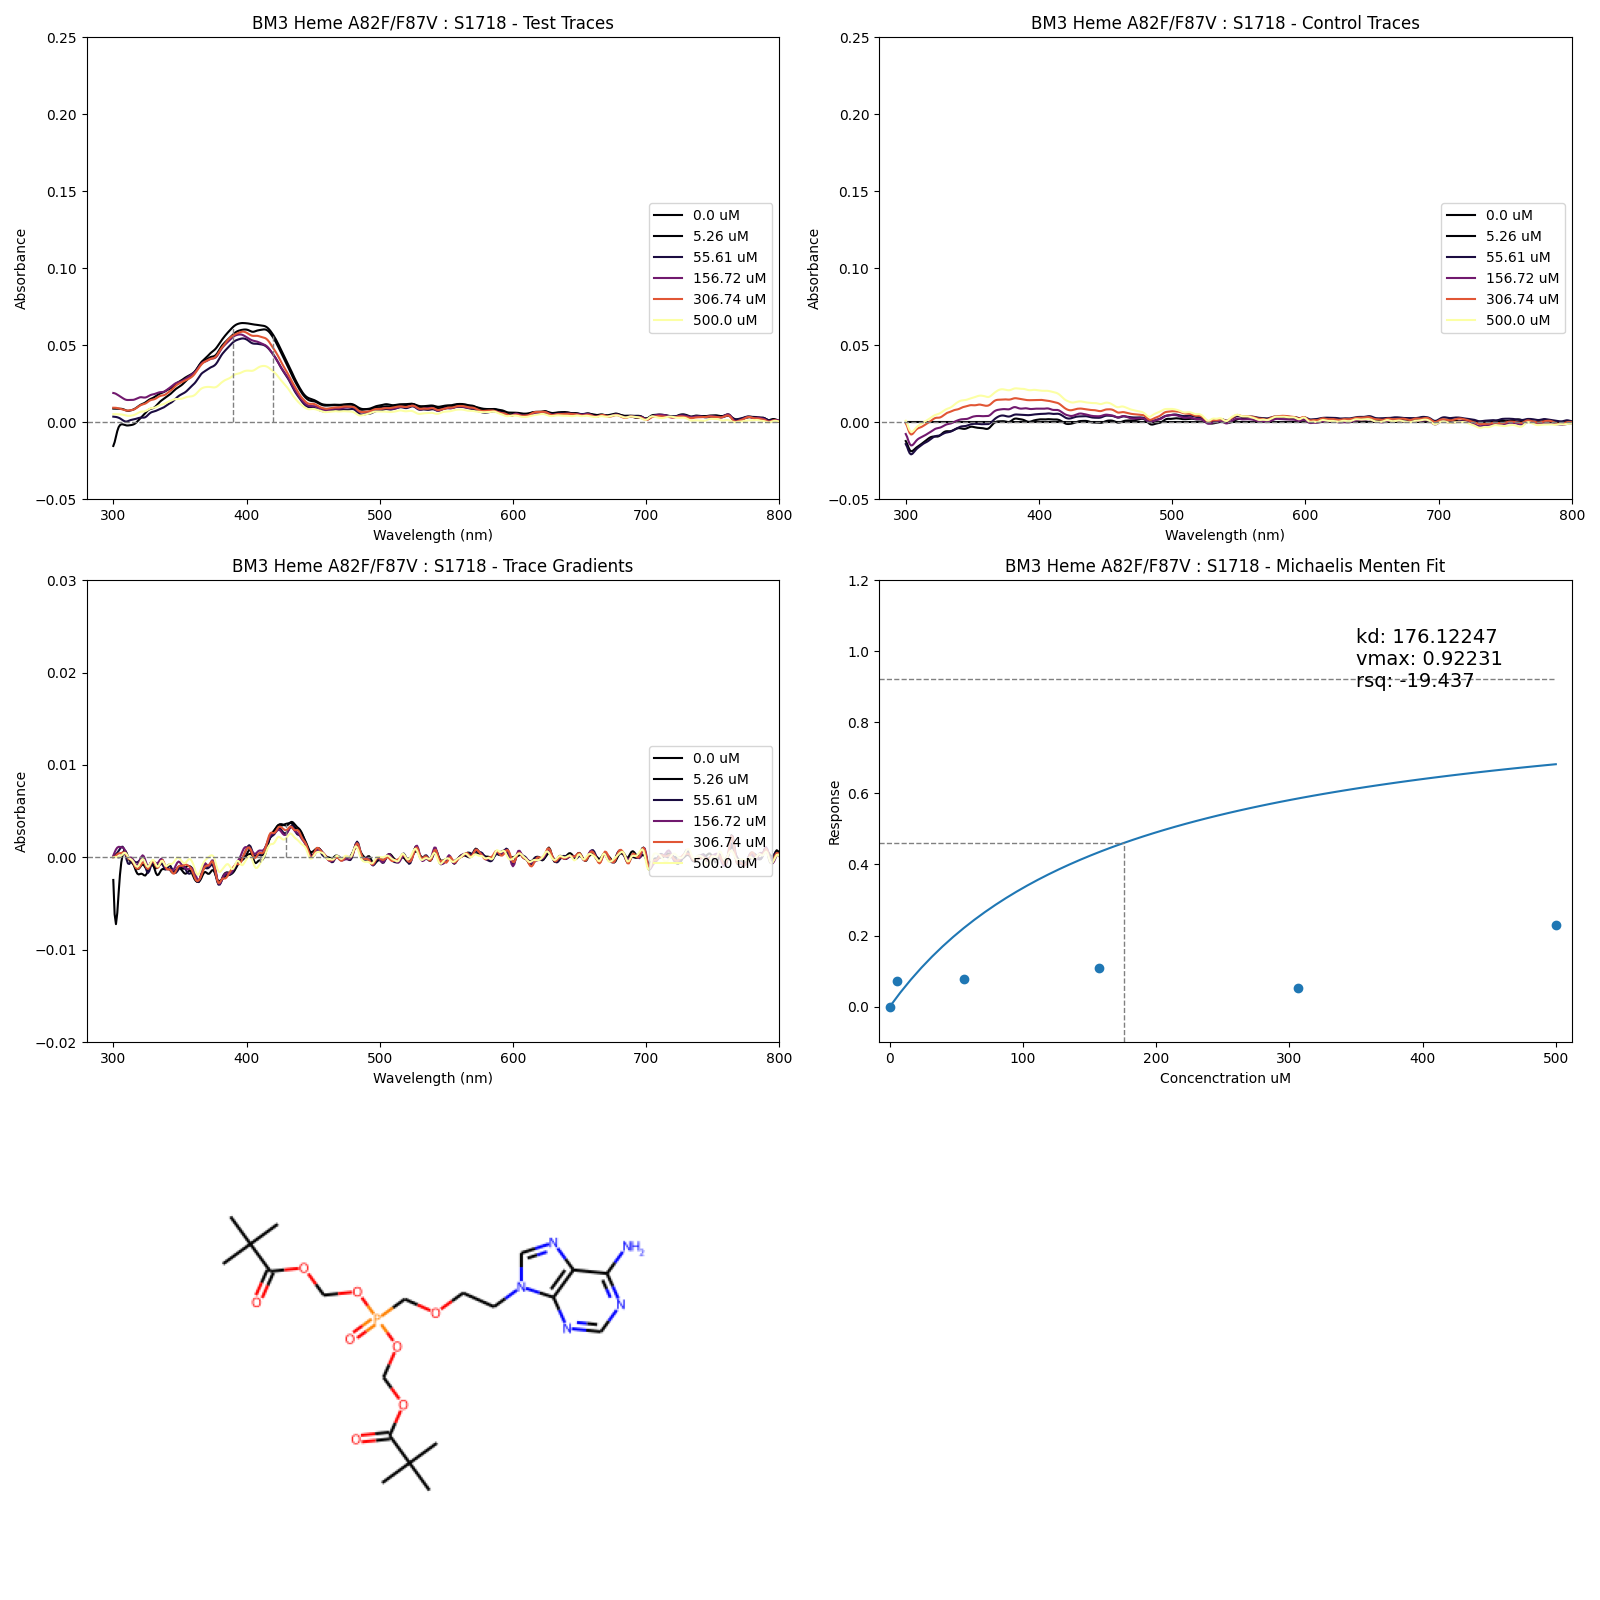 BM3 Heme A82F/F87V : S1718 - Test Traces
0.25
0.20
0.15
0.10
0.05
0.00
−0.05
Absorbance
300 400 500 600 700 800
Wavelength (nm)
0.0 uM
5.26 uM
55.61 uM
156.72 uM
306.74 uM
500.0 uM
BM3 Heme A82F/F87V : S1718 - Control Traces
0.25
0.20
0.15
0.10
0.05
0.00
−0.05
Absorbance
300 400 500 600 700 800
Wavelength (nm)
0.0 uM
5.26 uM
55.61 uM
156.72 uM
306.74 uM
500.0 uM
BM3 Heme A82F/F87V : S1718 - Trace Gradients
0.03
0.02
0.01
0.00
−0.01
−0.02
Absorbance
300 400 500 600 700 800
Wavelength (nm)
0.0 uM
5.26 uM
55.61 uM
156.72 uM
306.74 uM
500.0 uM
BM3 Heme A82F/F87V : S1718 - Michaelis Menten Fit
1.2
1.0
0.8
0.6
0.4
0.2
0.0
Response
0 100 200 300 400 500
Concenctration uM
kd: 176.12247
vmax: 0.92231
rsq: -19.437
N
NH2
O
O
N
N
O
O
P
O
N
O
O
O
O